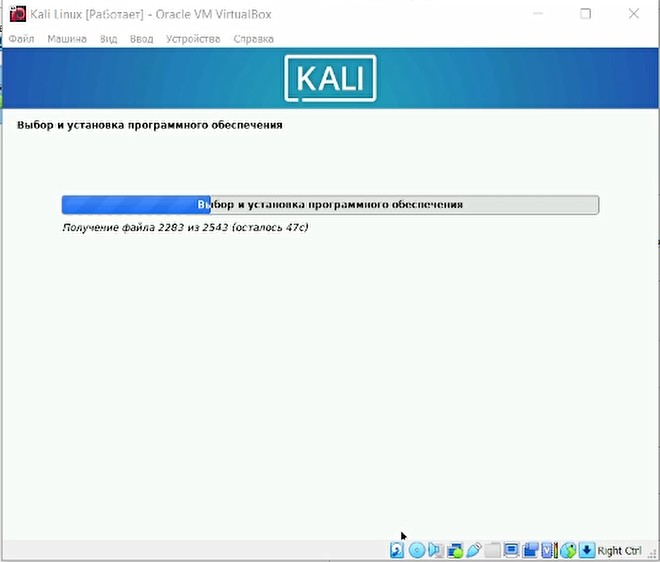 Kali Linux [Работает] - Oracle VM VirtualBox
Файл Машина Вид Ввод Устройства Справка
KALI
Выбор и установка программного обеспечения
Выбор и установка программного обеспечения
Получение файла 2283 из 2543 (осталось 47с)
Right Ctrl